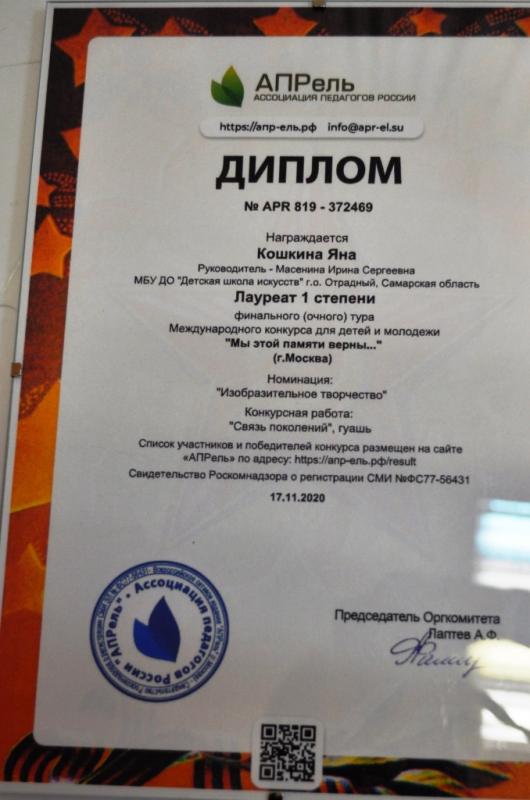 АПРель
АССОЦИАЦИЯ ПЕДАГОГОВ РОССИИ
https://апр-ель.рф info@apr-el.su
ДИПЛОМ
№ APR 819 - 372469
Награждается
Кошкина Яна
Руководитель - Масенина Ирина Сергеевна
МБУ ДО "Детская школа искусств" г.о. Отрадный, Самарская область
Лауреат 1 степени
финального (очного) тура
Международного конкурса для детей и молодежи
"Мы этой памяти верны..."
(г.Москва)
Номинация:
"Изобразительное творчество"
Конкурсная работа:
"Связь поколений", гуашь
Список участников и победителей конкурса размещен на сайте
«АПРель» по адресу: https://апр-ель.рф/result
Свидетельство Роскомнадзора о регистрации СМИ №ФС77-56431
17.11.2020
Ассоциация педагогов России "АПРель"
Председатель Оргкомитета
Лаптев А.Ф.